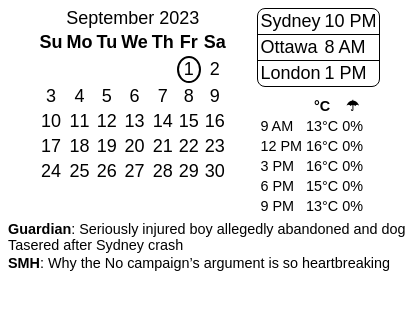 September 2023
Su Mo Tu We Th Fr Sa
1 2
3 4 5 6 7 8 9
10 11 12 13 14 15 16
17 18 19 20 21 22 23
24 25 26 27 28 29 30
Sydney 10 PM
Ottawa 8 AM
London 1 PM
°C ☂
9 AM 13°C 0%
12 PM 16°C 0%
3 PM 16°C 0%
6 PM 15°C 0%
9 PM 13°C 0%
Guardian: Seriously injured boy allegedly abandoned and dog
Tasered after Sydney crash
SMH: Why the No campaign’s argument is so heartbreaking